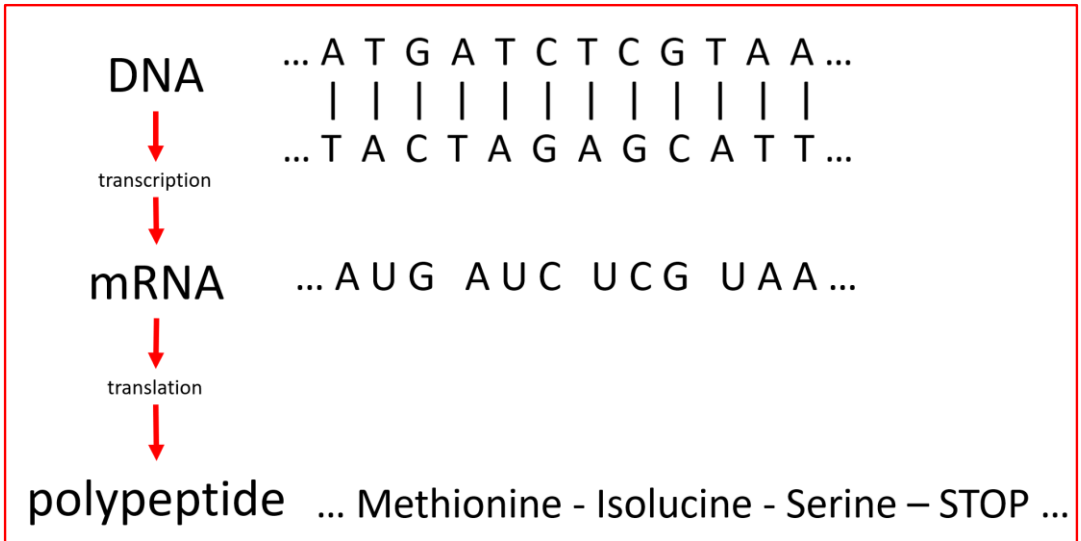 DNA
... A T G A T C T C G T A A ...
| | | | | | | | | | | |
... T A C T A G A G C A T T ...
transcription
mRNA ... A U G A U C U C G U A A ...
translation
polypeptide ... Methionine - Isolucine - Serine – STOP ...